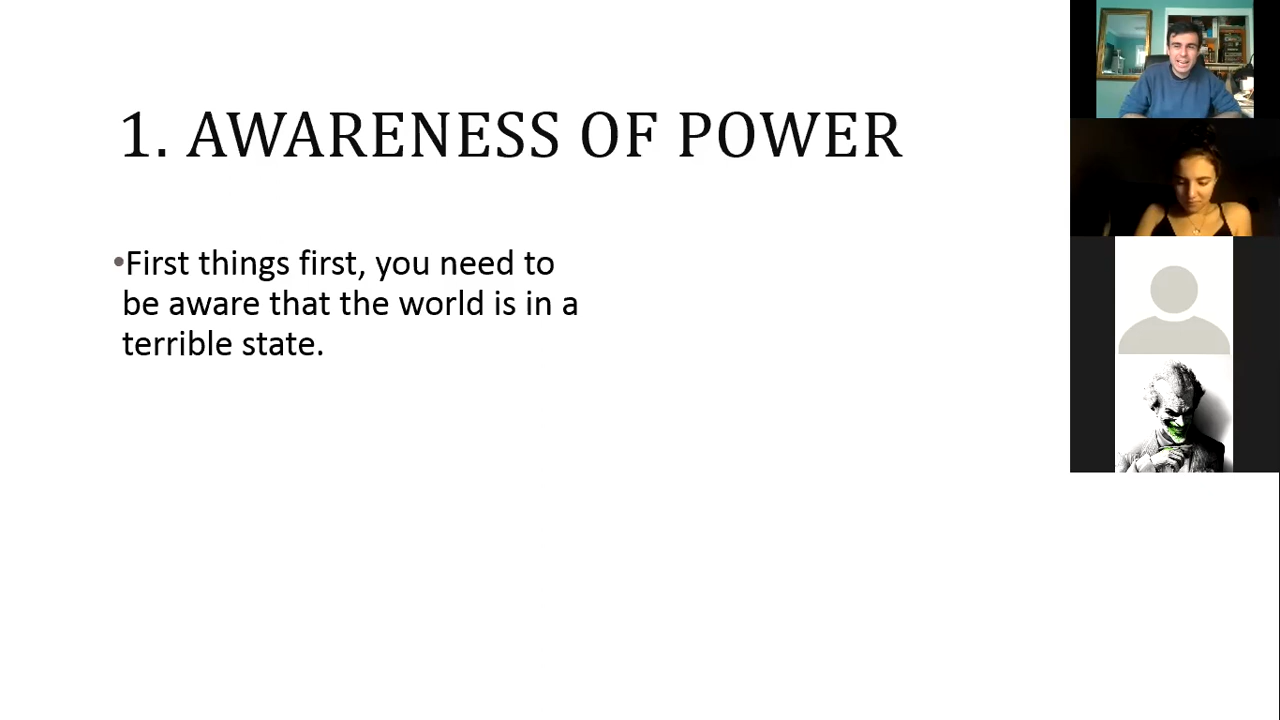 1. AWARENESS OF POWER
•First things first, you need to
be aware that the world is in a
terrible state.